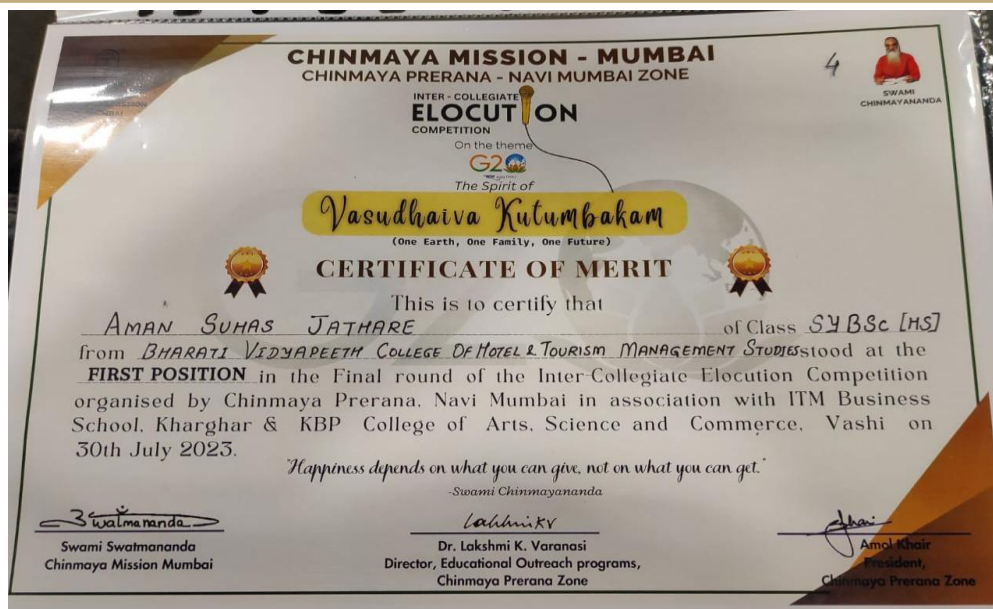 CHINMAYA MISSION - MUMBAI
CHINMAYA PRERANA - NAVI MUMBAI ZONE
4
SWAMI
CHINMAYANANDA
INTER - COLLEGIATE
ELOCUTION
COMPETITION
On the theme
G20
The Spirit of
Vasudhaiva Kutumbakam
(One Earth, One Family, One Future)
CERTIFICATE OF MERIT
This is to certify that
AMAN SUHAS JATHARE of Class SYBSc [HS]
from BHARATI VIDYAPEETH COLLEGE OF HOTEL & TOURISM MANAGEMENT STUDIES stood at the
FIRST POSITION in the Final round of the Inter-Collegiate Elocution Competition
organised by Chinmaya Prerana, Navi Mumbai in association with ITM Business
School, Kharghar & KBP College of Arts, Science and Commerce, Vashi on
30th July 2023.
"Happiness depends on what you can give, not on what you can get."
-Swami Chinmayananda
Swatmananda
Swami Swatmananda
Chinmaya Mission Mumbai
Dr. Lakshmi K. Varanasi
Director, Educational Outreach programs,
Chinmaya Prerana Zone
Amol Khair
President,
Chinmaya Prerana Zone